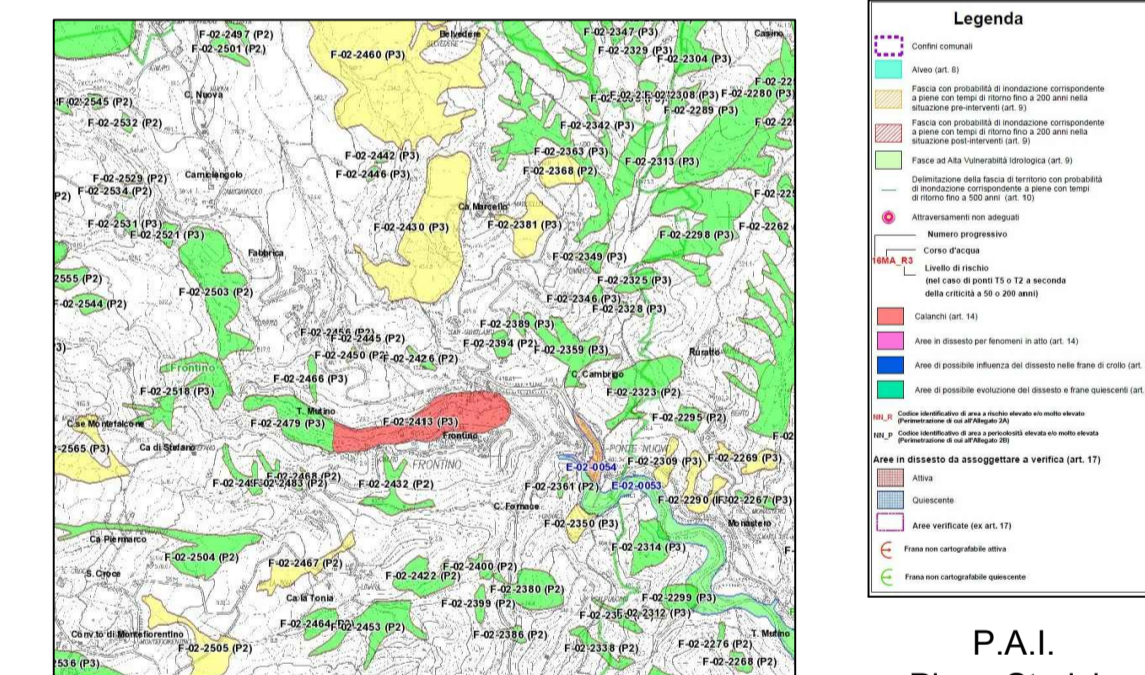 F-02-2497 (P2)
F-02-2501 (P2)
Belvedere
F-02-2460 (P3)
F-02-2347 (P3)
F-02-2329 (P3)
F-02-2304 (P3)
Casino
C. Nuova
F-02-2545 (P2)
F-02-2532 (P2)
F-02-2308 (P3)
F-02-2280 (P3)
F-02-2289 (P3)
F-02-2342 (P3)
F-02-2442 (P3)
F-02-2446 (P3)
F-02-2363 (P3)
F-02-2368 (P2)
F-02-2313 (P3)
F-02-2529 (P2)
F-02-2534 (P2)
Campiangolo
P2)
Ca Marcello
F-02-2531 (P3)
F-02-2521 (P3)
F-02-2430 (P3)
F-02-2381 (P3)
F-02-2298 (P3)
F-02-2262
Fabbrica
F-02-2349 (P3)
2555 (P2)
F-02-2503 (P2)
F-02-2325 (P3)
F-02-2544 (P2)
F-02-2346 (P3)
F-02-2328 (P3)
F-02-2389 (P3)
F-02-2445 (P2)
F-02-2394 (P2)
F-02-2359 (P3)
F-02-2426 (P2)
Ruratto
Frontino
F-02-2466 (P3)
C. Cambrigo
F-02-2518 (P3)
F-02-2323 (P2)
T. Mutino
F-02-2479 (P3)
F-02-2413 (P3)
F-02-2295 (P2)
C.se Montefalcone
Frontino
2565 (P3)
Ca di Stefano
FRONTINO
E-02-0054
F-02-2309 (P3)
F-02-2269 (P3)
F-02-2468 (P2)
F-02-2483 (P2)
F-02-2432 (P2)
F-02-2361 (P2)
E-02-0053
C. Fornace
F-02-2267 (P3)
F-02-2350 (P3)
Monastero
Ca Piermarco
F-02-2314 (P3)
F-02-2504 (P2)
F-02-2467 (P2)
S. Croce
F-02-2422 (P2)
F-02-2400 (P2)
F-02-2380 (P2)
Ca la Tonia
F-02-2399 (P2)
F-02-2299 (P3)
F-02-2312 (P3)
F-02-2453 (P2)
Conv.to di Montefiorentino
F-02-2386 (P2)
T. Mutino
F-02-2505 (P2)
F-02-2338 (P2)
F-02-2276 (P2)
2536 (P3)
F-02-2268 (P2)
Legenda
Confini comunali
Alveo (art. 8)
Fascia con probabilità di inondazione corrispondente
a piene con tempi di ritorno fino a 200 anni nella
situazione pre-interventi (art. 9)
Fascia con probabilità di inondazione corrispondente
a piene con tempi di ritorno fino a 200 anni nella
situazione post-interventi (art. 9)
Fasce ad Alta Vulnerabilità Idrologica (art. 9)
Delimitazione della fascia di territorio con probabilità
di inondazione corrispondente a piene con tempi
di ritorno fino a 500 anni (art. 10)
Attraversamenti non adeguati
Numero progressivo
Corso d'acqua
16MA_R3
Livello di rischio
(nel caso di ponti T5 o T2 a seconda
della criticità a 50 o 200 anni)
Calanchi (art. 14)
Aree in dissesto per fenomeni in atto (art. 14)
Aree di possibile influenza del dissesto nelle frane di crollo (art.
Aree di possibile evoluzione del dissesto e frane quiescenti (art.
NN_R Codice identificativo di area a rischio elevato e/o molto elevato
(Perimetrazione di cui all'Allegato 2A)
NN_P Codice identificativo di area a pericolosità elevata e/o molto elevata
(Perimetrazione di cui all'Allegato 2B)
Aree in dissesto da assoggettare a verifica (art. 17)
Attiva
Quiescente
Aree verificate (ex art. 17)
Frana non cartografabile attiva
Frana non cartografabile quiescente
P.A.I.